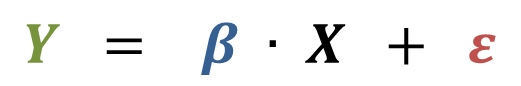 Y = β · X + ε